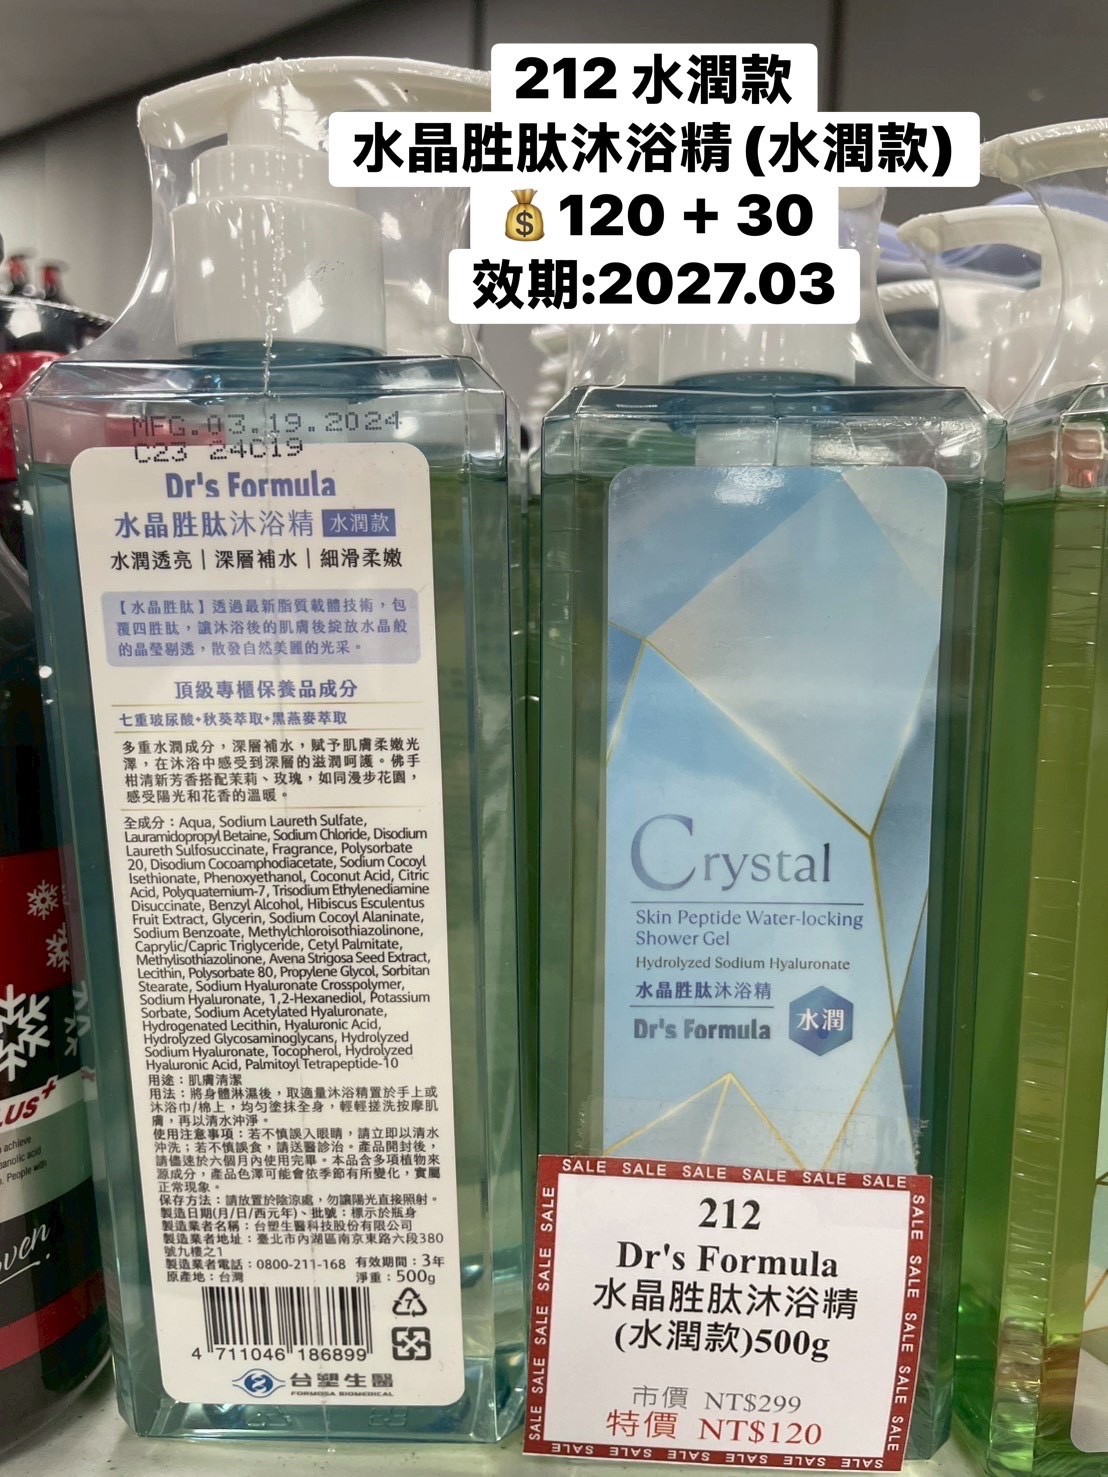 212 水潤款
水晶胜肽沐浴精 (水潤款)
💰120 + 30
效期:2027.03
MFG.03.19.2024
C23 24C19
Dr's Formula
水晶胜肽沐浴精 水潤款
水潤透亮｜深層補水｜細滑柔嫩
【水晶胜肽】透過最新脂質載體技術，包
覆四胜肽，讓沐浴後的肌膚後綻放水晶般
的晶瑩剔透，散發自然美麗的光采。
頂級專櫃保養品成分
七重玻尿酸+秋葵萃取+黑燕麥萃取
多重水潤成分，深層補水，賦予肌膚柔嫩光
澤，在沐浴中感受到深層的滋潤呵護。佛手
柑清新芳香搭配茉莉、玫瑰，如同漫步花園，
感受陽光和花香的溫暖。
全成分：Aqua, Sodium Laureth Sulfate,
Lauramidopropyl Betaine, Sodium Chloride, Disodium
Laureth Sulfosuccinate, Fragrance, Polysorbate
20, Disodium Cocoamphodiacetate, Sodium Cocoyl
Isethionate, Phenoxyethanol, Coconut Acid, Citric
Acid, Polyquaternium-7, Trisodium Ethylenediamine
Disuccinate, Benzyl Alcohol, Hibiscus Esculentus
Fruit Extract, Glycerin, Sodium Cocoyl Alaninate,
Sodium Benzoate, Methylchloroisothiazolinone,
Caprylic/Capric Triglyceride, Cetyl Palmitate,
Methylisothiazolinone, Avena Strigosa Seed Extract,
Lecithin, Polysorbate 80, Propylene Glycol, Sorbitan
Stearate, Sodium Hyaluronate Crosspolymer,
Sodium Hyaluronate, 1,2-Hexanediol, Potassium
Sorbate, Sodium Acetylated Hyaluronate,
Hydrogenated Lecithin, Hyaluronic Acid,
Hydrolyzed Glycosaminoglycans, Hydrolyzed
Sodium Hyaluronate, Tocopherol, Hydrolyzed
Hyaluronic Acid, Palmitoyl Tetrapeptide-10
用途：肌膚清潔
用法：將身體淋濕後，取適量沐浴精置於手上或
沐浴巾/棉上，均勻塗抹全身，輕輕搓洗按摩肌
膚，再以清水沖淨。
使用注意事項：若不慎誤入眼睛，請立即以清水
沖洗；若不慎誤食，請送醫診治。產品開封後，
請儘速於六個月內使用完畢。本品含多項植物來
源成分，產品色澤可能會依季節有所變化，實屬
正常現象。
保存方法：請放置於陰涼處，勿讓陽光直接照射。
製造日期(月/日/西元年)、批號：標示於瓶身
製造業者名稱：台塑生醫科技股份有限公司
製造業者地址：臺北市內湖區南京東路六段380
號九樓之1
製造業者電話：0800-211-168 有效期間：3年
原產地：台灣 淨重：500g
4 711046 186899
台塑生醫
FORMOSA BIOMEDICAL
Crystal
Skin Peptide Water-locking
Shower Gel
Hydrolyzed Sodium Hyaluronate
水晶胜肽沐浴精
Dr's Formula 水潤
SALE SALE SALE SALE SALE SALE
212
Dr's Formula
水晶胜肽沐浴精
(水潤款)500g
市價 NT$299
特價 NT$120
SALE SALE SALE SALE SALE
SALE SALE SALE SALE SALE
SALE SALE SALE SALE SALE SALE
LUS+
achieve
People with